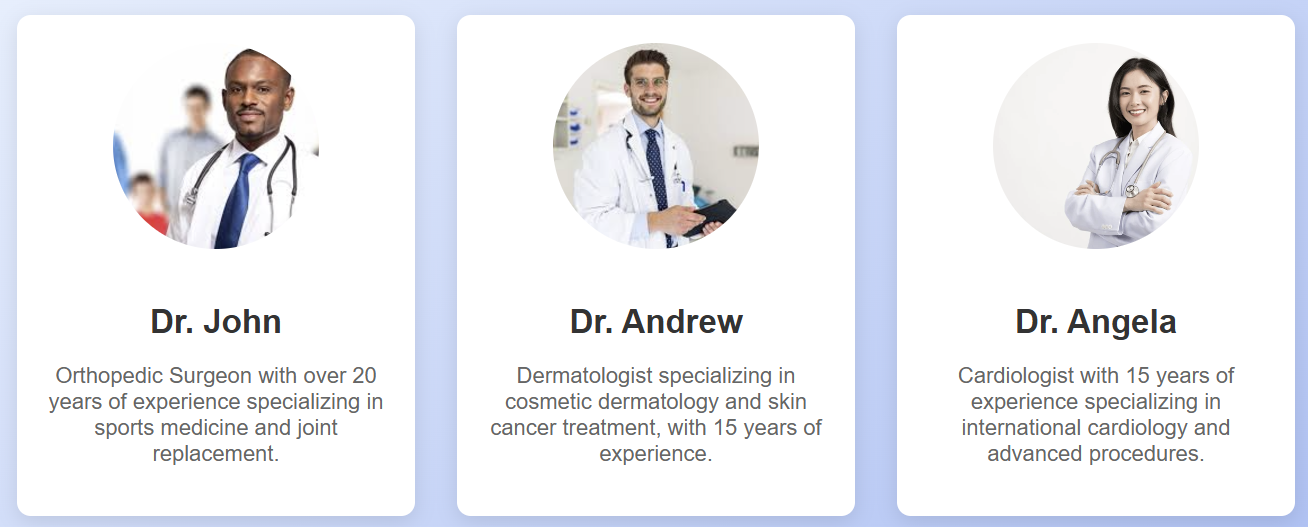 Dr. John
Orthopedic Surgeon with over 20
years of experience specializing in
sports medicine and joint
replacement.
Dr. Andrew
Dermatologist specializing in
cosmetic dermatology and skin
cancer treatment, with 15 years of
experience.
Dr. Angela
Cardiologist with 15 years of
experience specializing in
international cardiology and
advanced procedures.